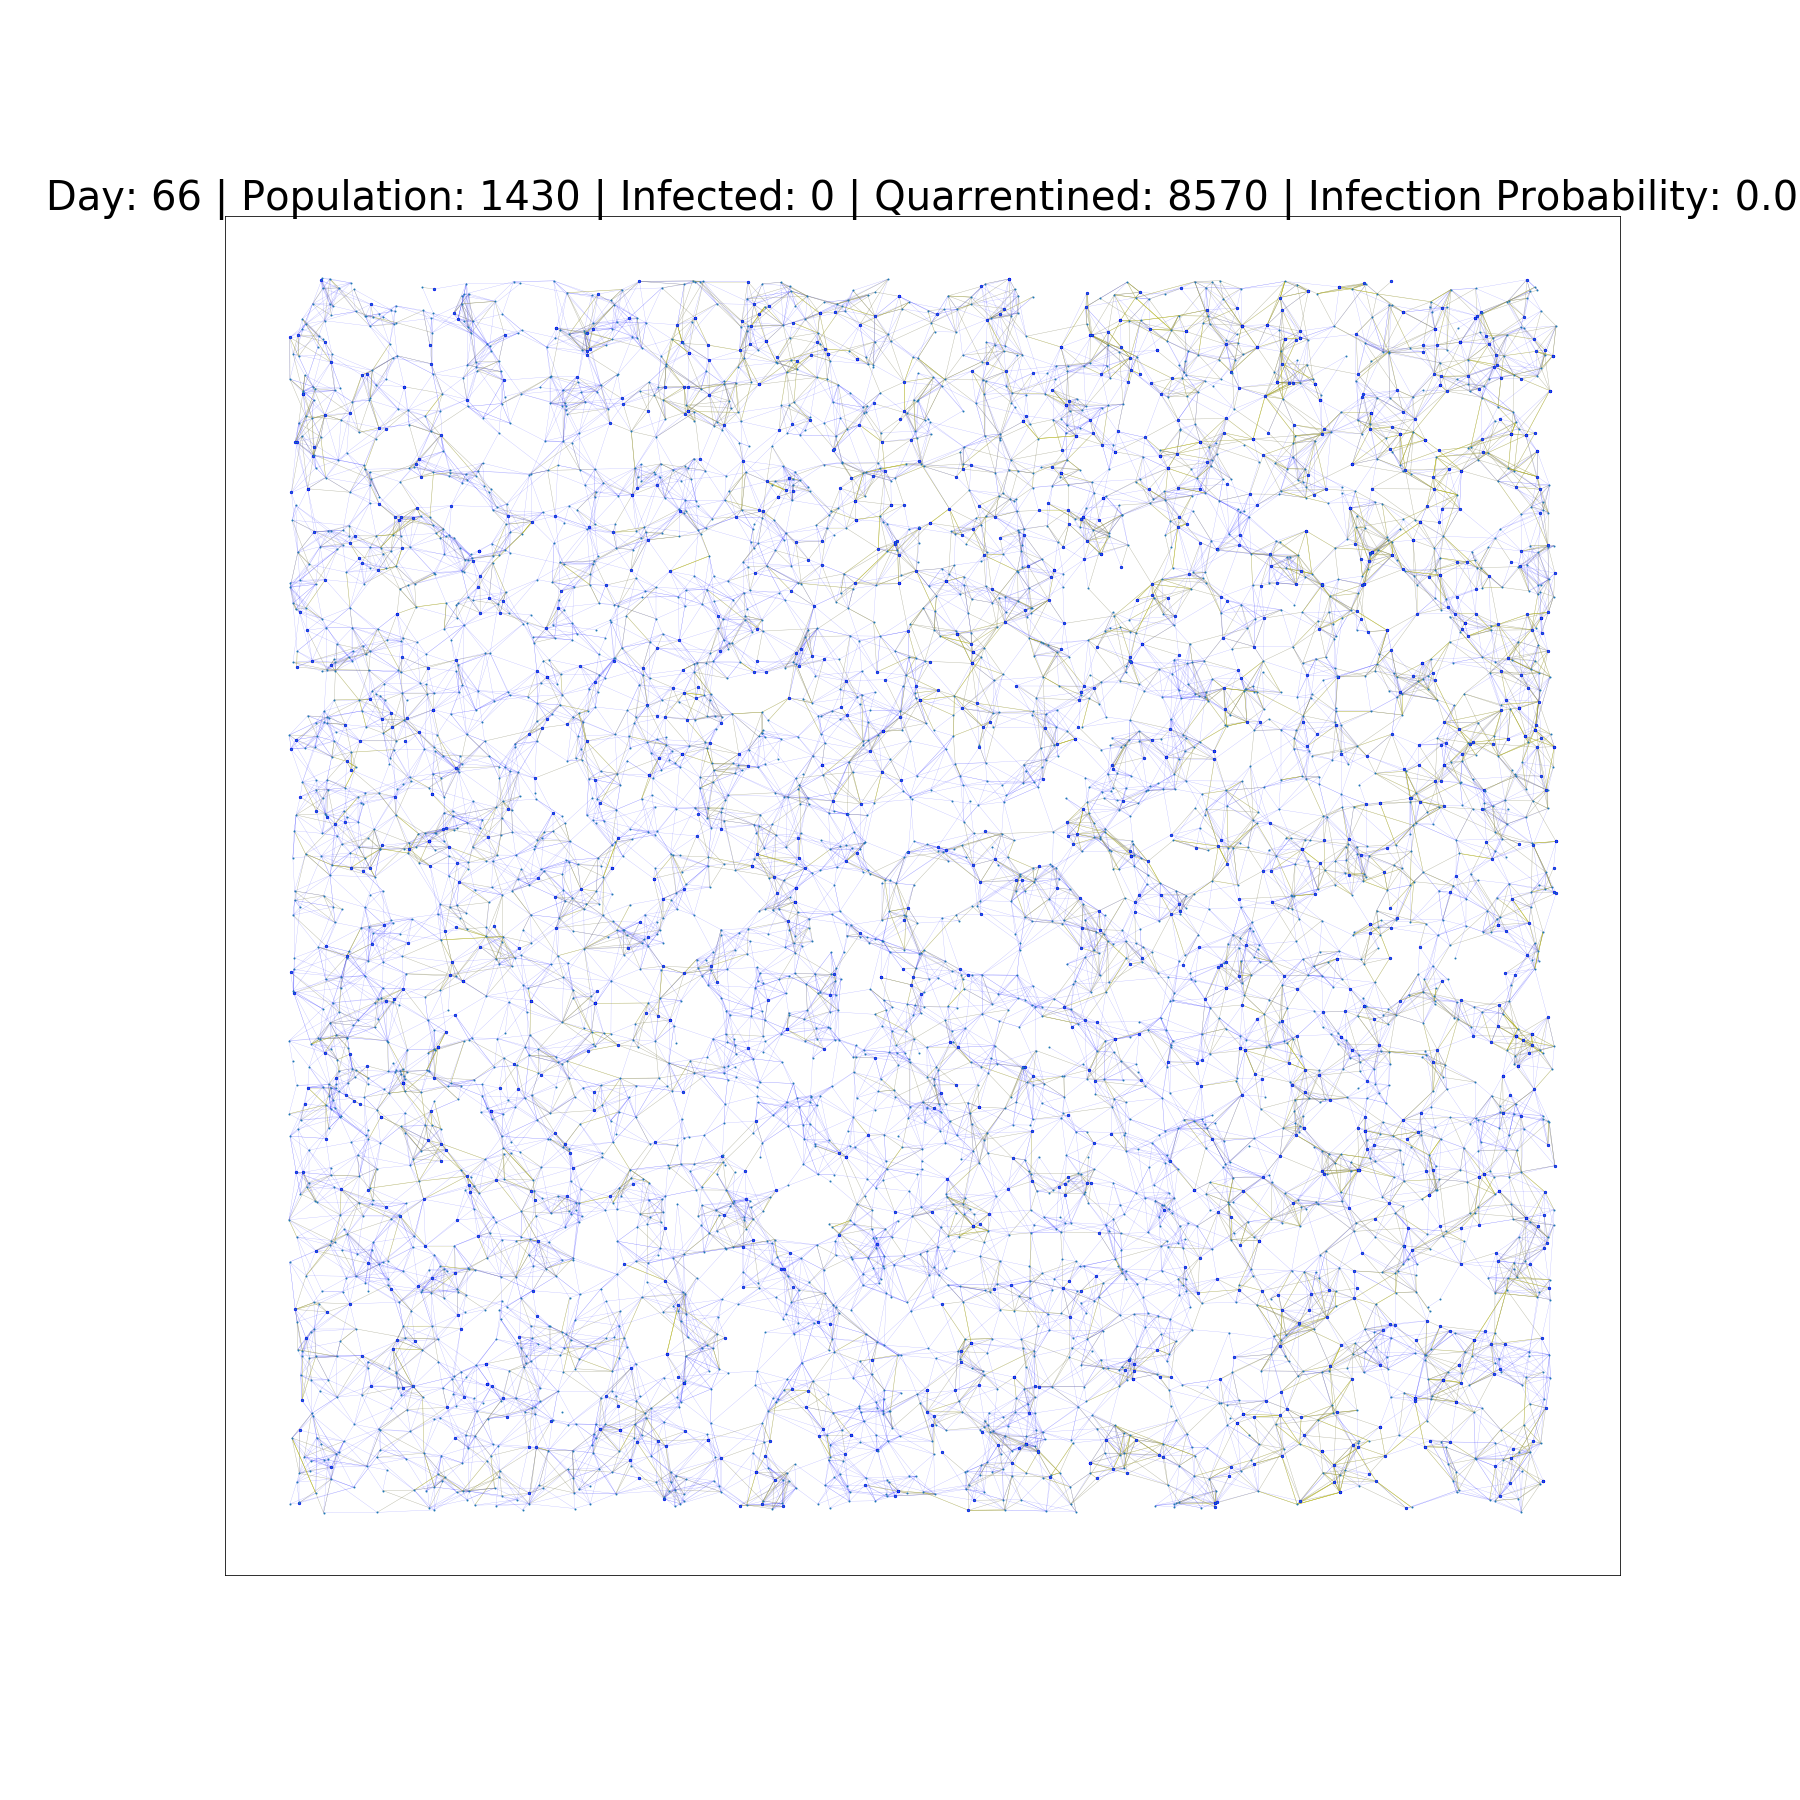 Day: 66 | Population: 1430 | Infected: 0 | Quarrentined: 8570 | Infection Probability: 0.0